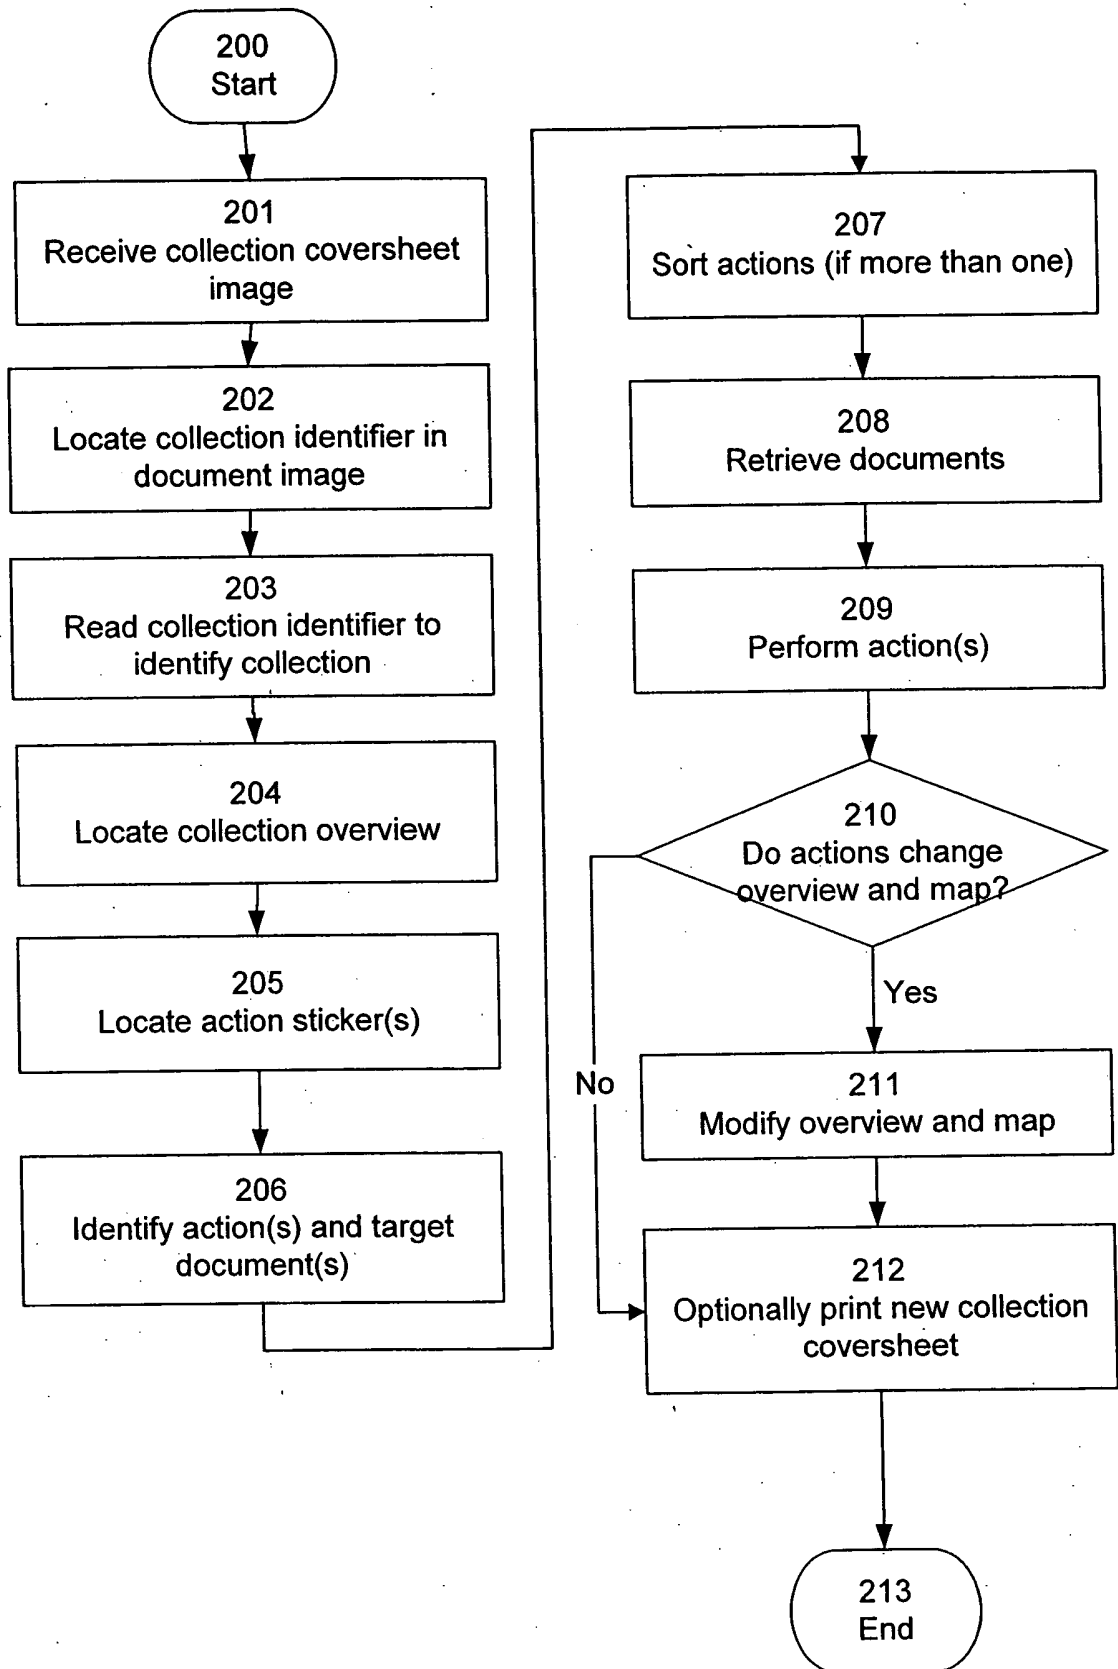 200
Start
201
Receive collection coversheet
image
202
Locate collection identifier in
document image
203
Read collection identifier to
identify collection
204
Locate collection overview
205
Locate action sticker(s)
206
Identify action(s) and target
document(s)
207
Sort actions (if more than one)
208
Retrieve documents
209
Perform action(s)
210
Do actions change
overview and map?
Yes
No
211
Modify overview and map
212
Optionally print new collection
coversheet
213
End